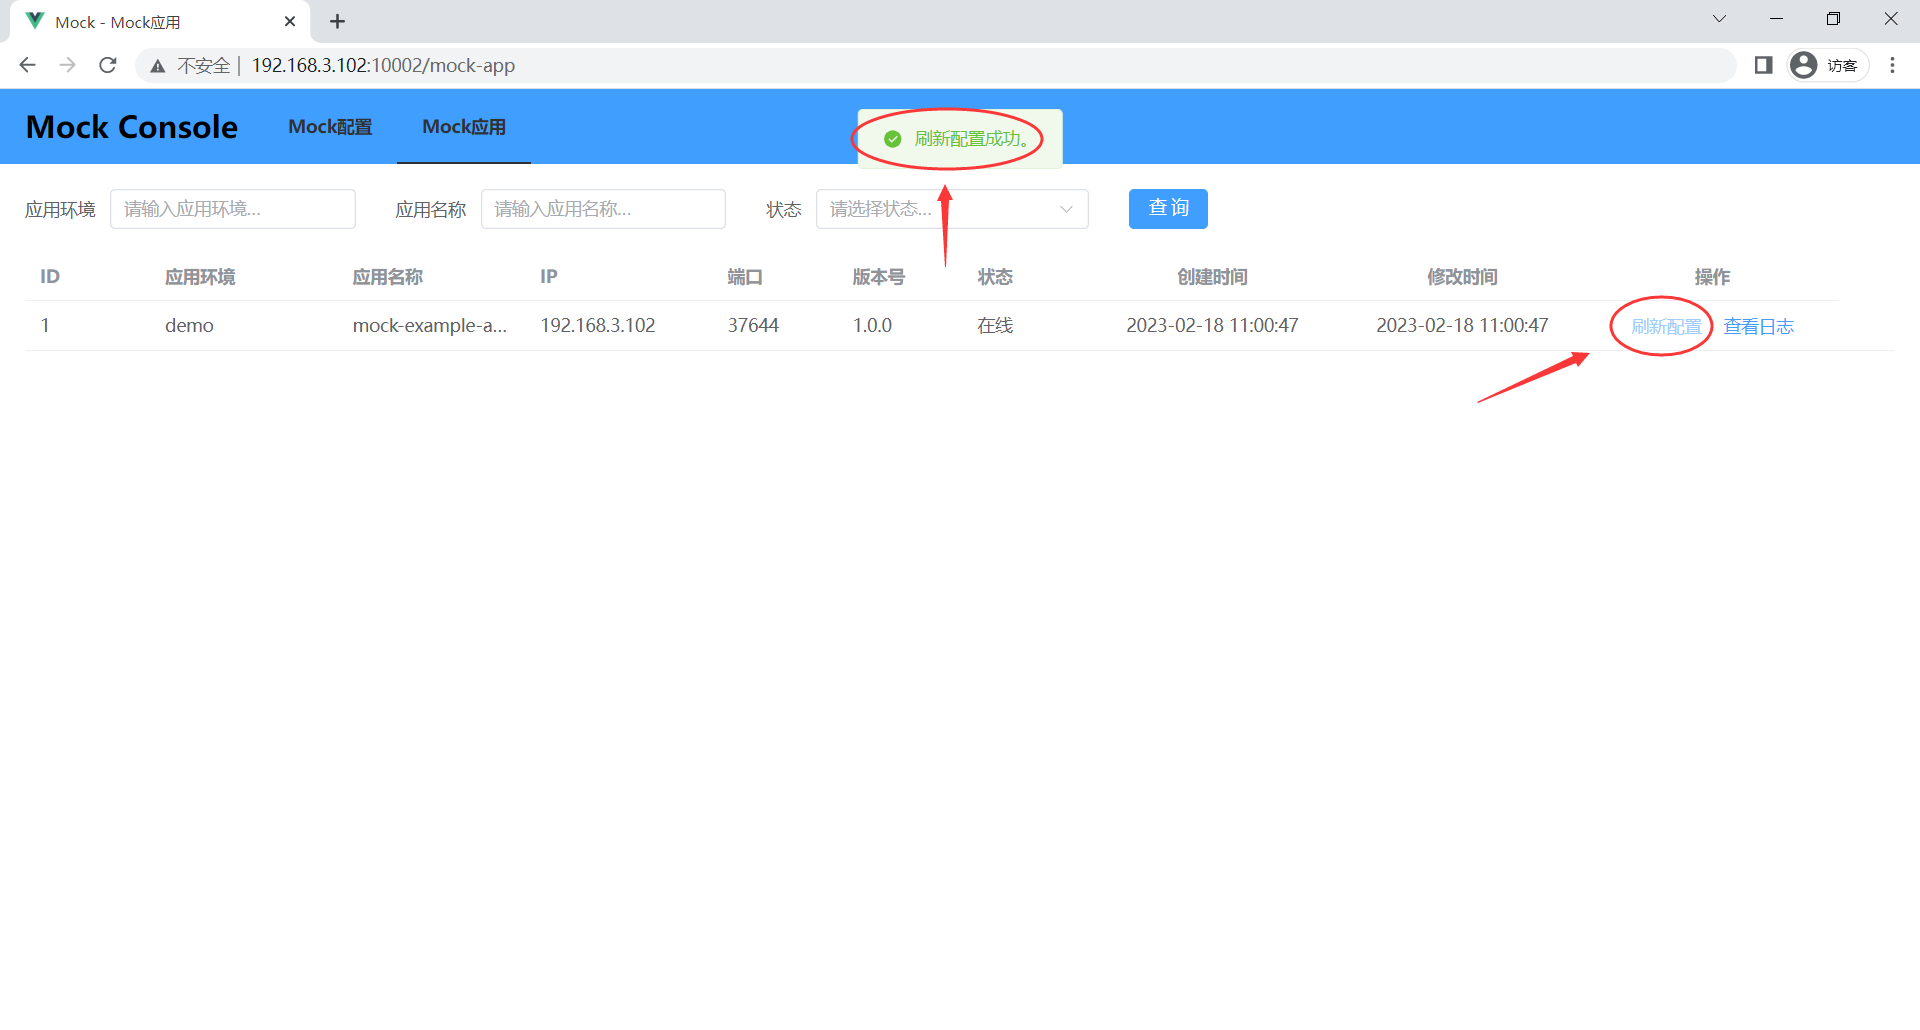 Mock - Mock应用
不安全 | 192.168.3.102:10002/mock-app
访客
Mock Console
Mock配置
Mock应用
刷新配置成功。
应用环境 请输入应用环境... 应用名称 请输入应用名称... 状态 请选择状态... 查询
ID 应用环境 应用名称 IP 端口 版本号 状态 创建时间 修改时间 操作
1 demo mock-example-a... 192.168.3.102 37644 1.0.0 在线 2023-02-18 11:00:47 2023-02-18 11:00:47 刷新配置 查看日志